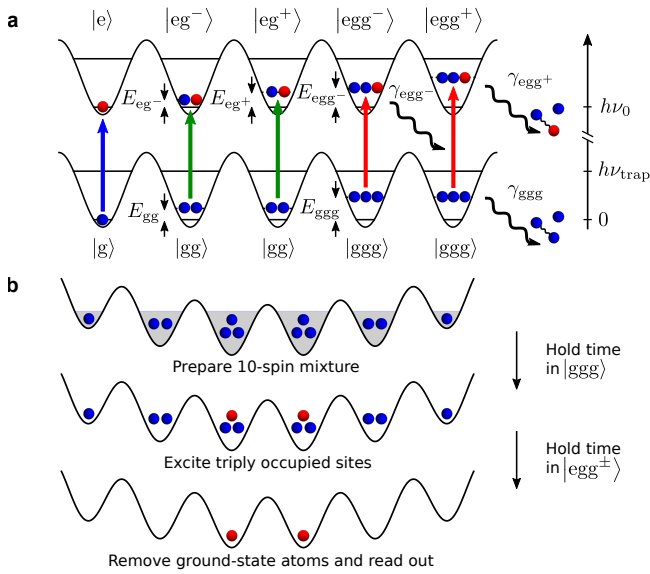 a
|e⟩ |eg⁻⟩ |eg⁺⟩ |egg⁻⟩ |egg⁺⟩
E_eg⁻ E_eg⁺ E_egg⁻ γ_egg⁻ γ_egg⁺
hν₀
hν_trap
E_gg E_ggg γ_ggg
0
|g⟩ |gg⟩ |gg⟩ |ggg⟩ |ggg⟩
b
Prepare 10-spin mixture
Hold time
in |ggg⟩
Excite triply occupied sites
Hold time
in |egg^±⟩
Remove ground-state atoms and read out